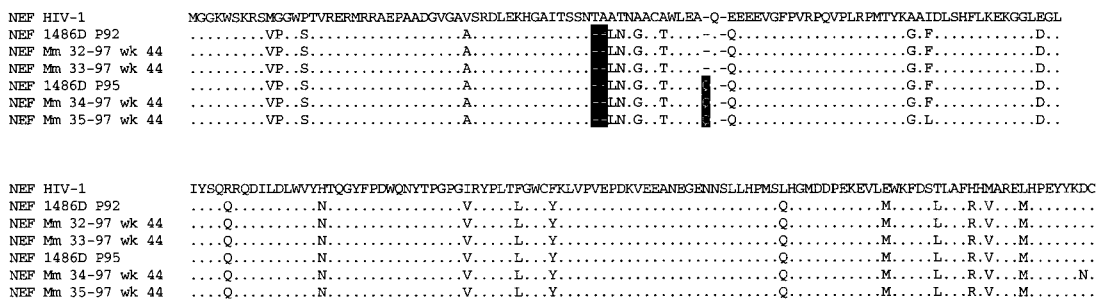 NEF HIV-1 MGGKWSKRSMGGWPTVRERMRRAEPAADGVGAVSRDLEKHGAITSSNTAATNAACAWLEA-Q-EEEEVGFPVRPQVPLRPMTYKAAIDLSHFLKEKGGLEGL
NEF 1486D P92 .........VP..S..................A..............--LN.G..T....-.-Q....................G.F............D..
NEF Mm 32-97 wk 44 .........VP..S..................A..............--LN.G..T....-.-Q....................G.F............D..
NEF Mm 33-97 wk 44 .........VP..S..................A..............--LN.G..T....-.-Q....................G.F............D..
NEF 1486D P95 .........VP..S..................A..............--LN.G..T.... .-Q....................G.F............D..
NEF Mm 34-97 wk 44 .........VP..S..................A..............--LN.G..T.... .-Q....................G.F............D..
NEF Mm 35-97 wk 44 .........VP..S..................A..............--LN.G..T.... .-Q....................G.L............D..
NEF HIV-1 IYSQRRQDILDLWVYHTQGYFPDWQNYTPGPGIRYPLTFGWCFKLVPVEPDKVEEANEGENNSLLHPMSLHGMDDPEKEVLEWKFDSTLAFHHMARELHPEYYKDC
NEF 1486D P92 ....Q..........N................V.....L...Y..........................Q...........M.....L...R.V...M........
NEF Mm 32-97 wk 44 ....Q..........N................V.....L...Y..........................Q...........M.....L...R.V...M........
NEF Mm 33-97 wk 44 ....Q..........N................V.....L...Y..........................Q...........M.....L...R.V...M........
NEF 1486D P95 ....Q..........N................V.....L...Y..........................Q...........M.....L...R.V...M........
NEF Mm 34-97 wk 44 ....Q..........N................V.....L...Y..........................Q...........M.....L...R.V...M......N.
NEF Mm 35-97 wk 44 ....Q..........N................V.....L...Y..........................Q...........M.....L...R.V...M........